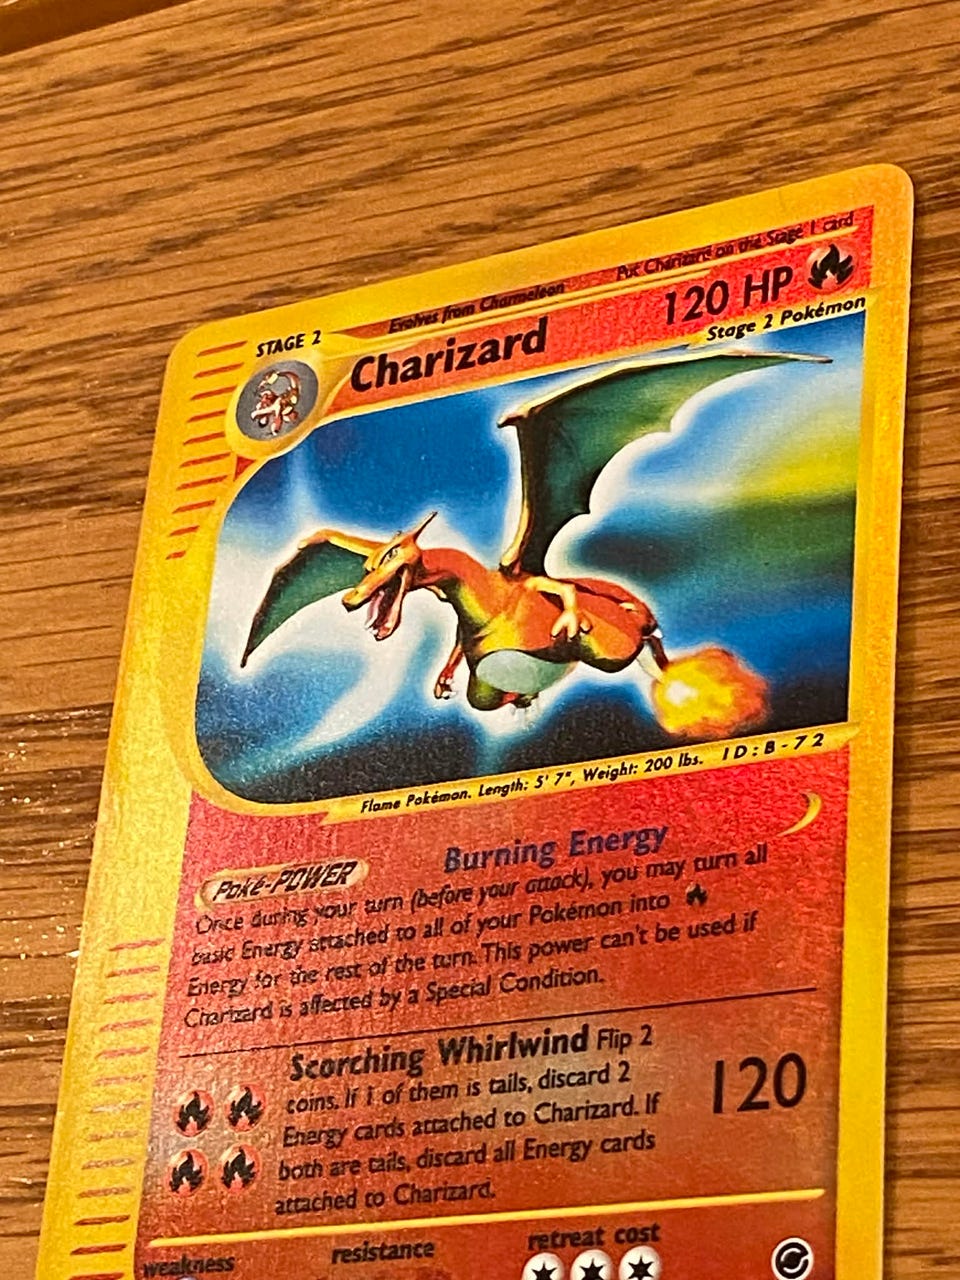 Evolves from Charmeleon
Put Charizard on the Stage 1 card
STAGE 2
Charizard
120 HP
Stage 2 Pokémon
Flame Pokémon. Length: 5' 7", Weight: 200 lbs. ID:B-72
Poké-POWER
Burning Energy
Once during your turn (before your attack), you may turn all
basic Energy attached to all of your Pokémon into
Energy for the rest of the turn. This power can't be used if
Charizard is affected by a Special Condition.
Scorching Whirlwind Flip 2
coins. If 1 of them is tails, discard 2
Energy cards attached to Charizard. If
both are tails, discard all Energy cards
attached to Charizard.
120
weakness
resistance
retreat cost